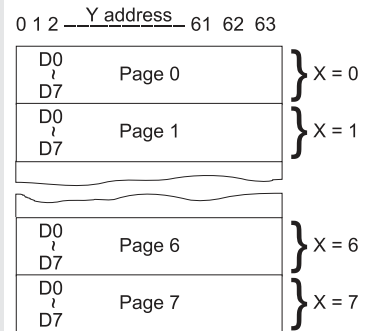 0 1 2 Y address 61 62 63
D0
~
D7
Page 0
X = 0
D0
~
D7
Page 1
X = 1
D0
~
D7
Page 6
X = 6
D0
~
D7
Page 7
X = 7